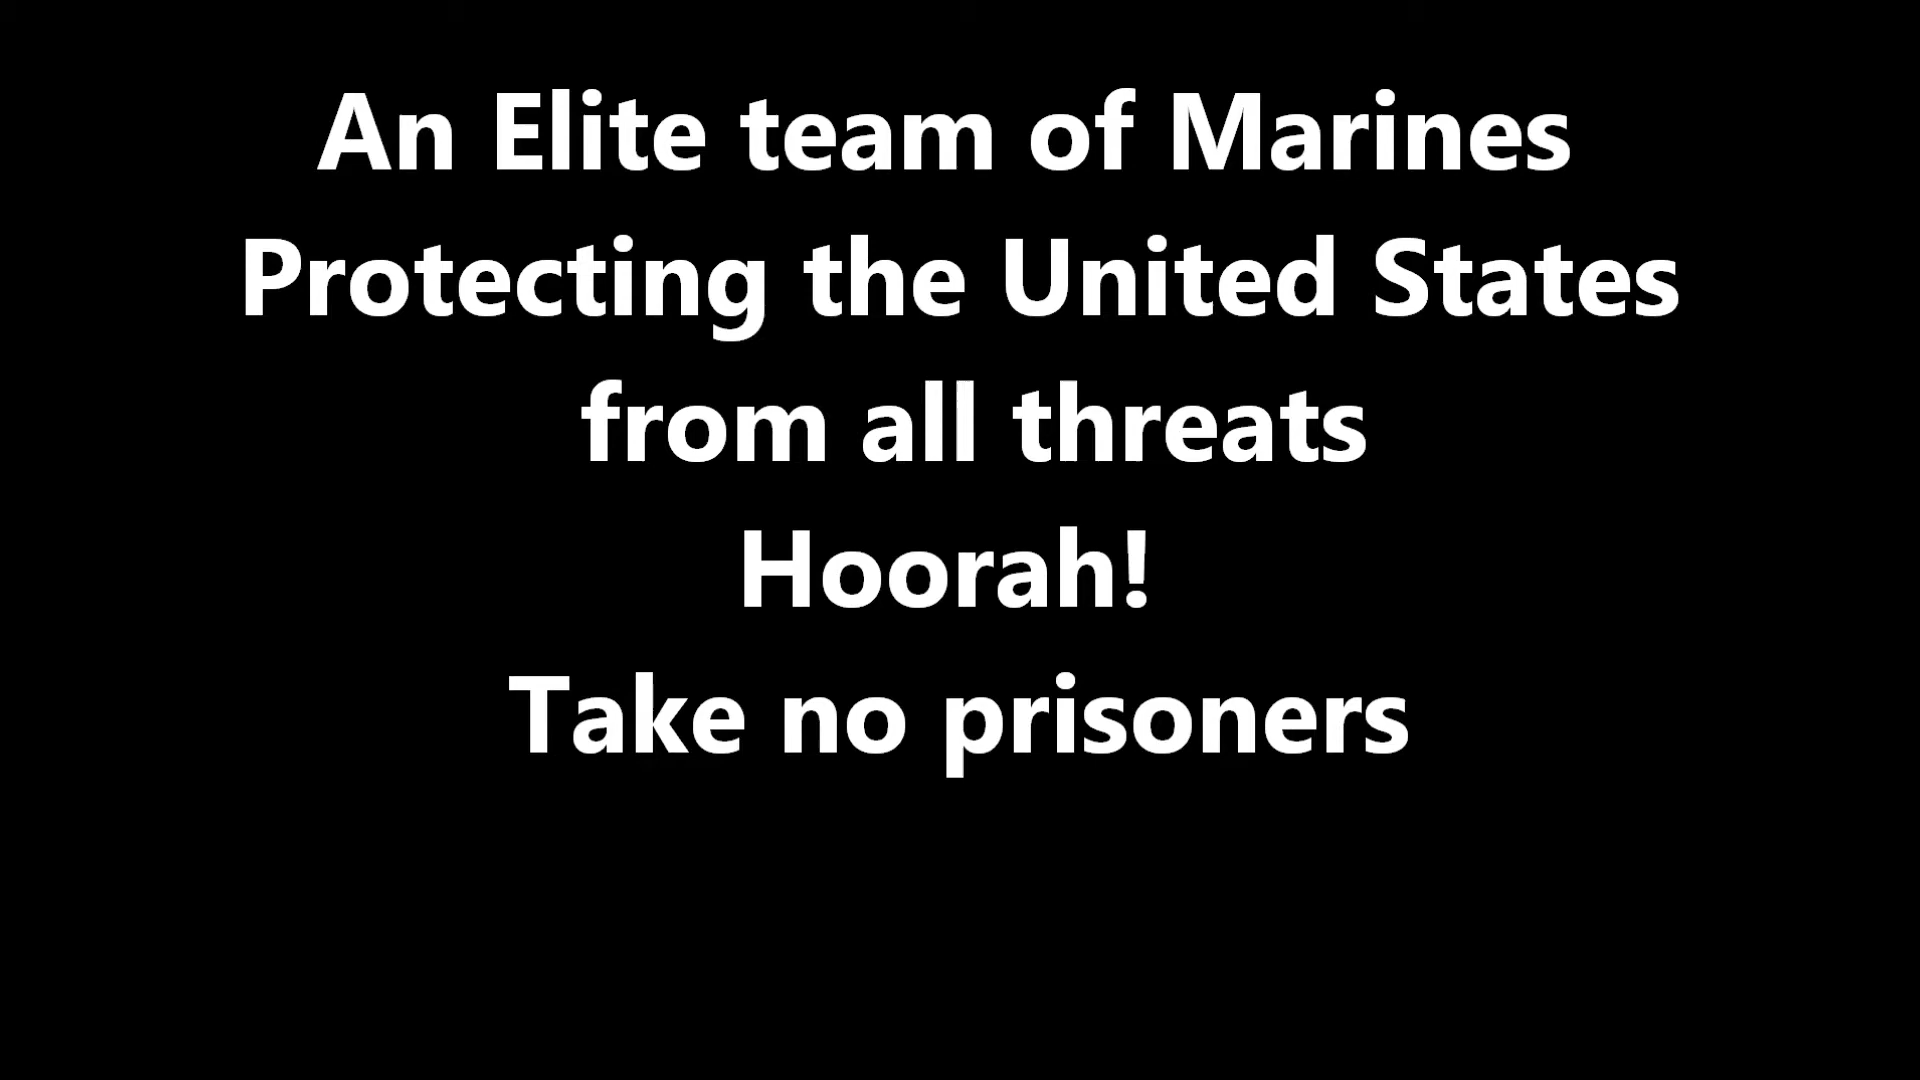 An Elite team of Marines
Protecting the United States
from all threats
Hoorah!
Take no prisoners